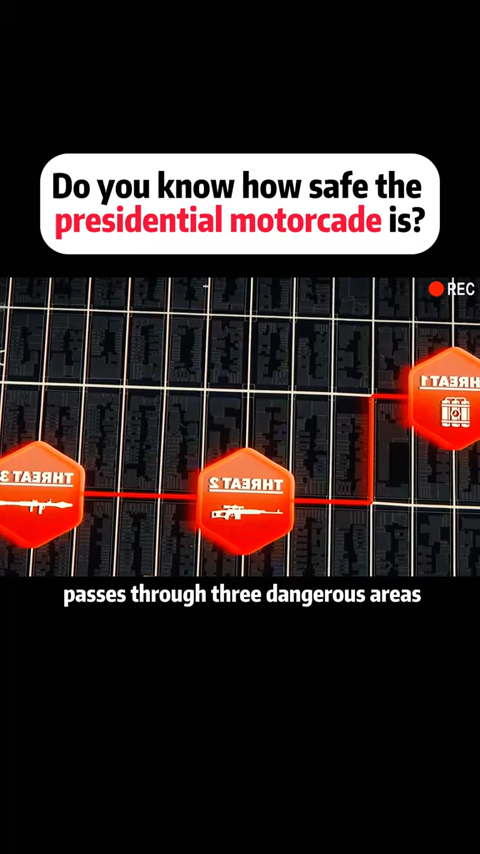 Do you know how safe the
presidential motorcade is?
REC
THREAT 1
THREAT 2
THREAT 3
passes through three dangerous areas